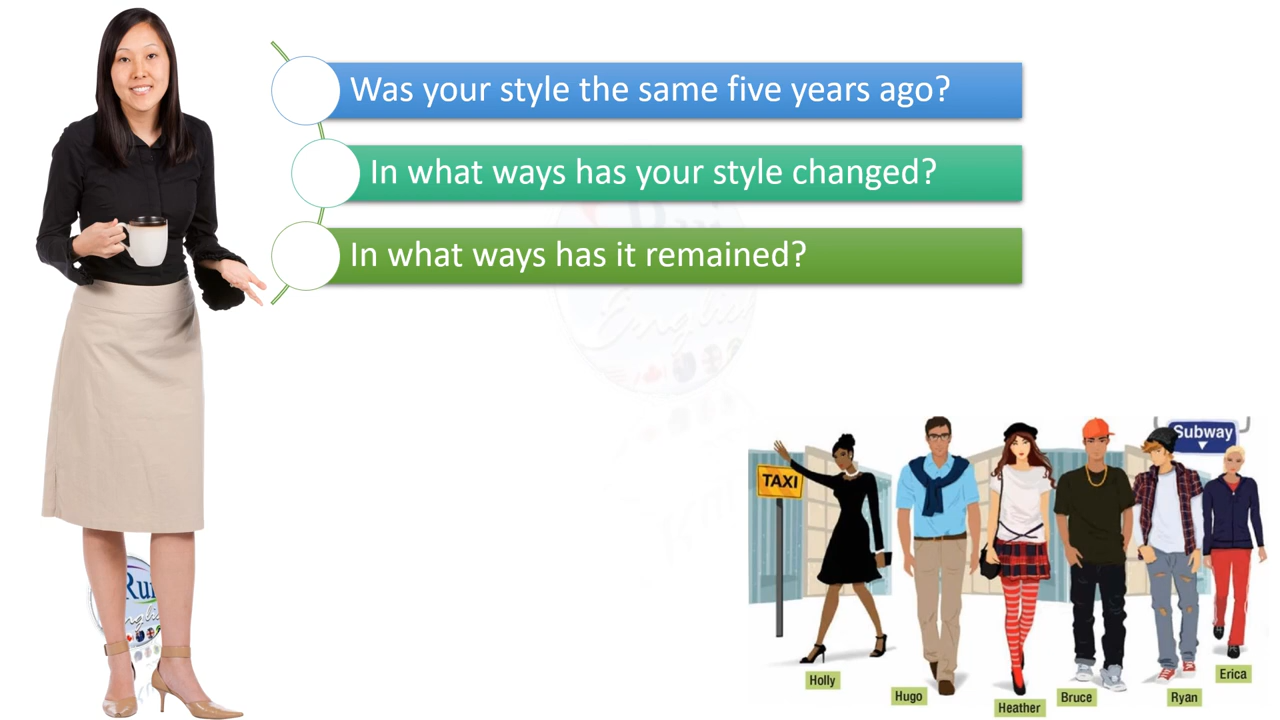 Was your style the same five years ago?
In what ways has your style changed?
In what ways has it remained?
English
Subway
TAXI
Holly
Hugo
Heather
Bruce
Ryan
Erica